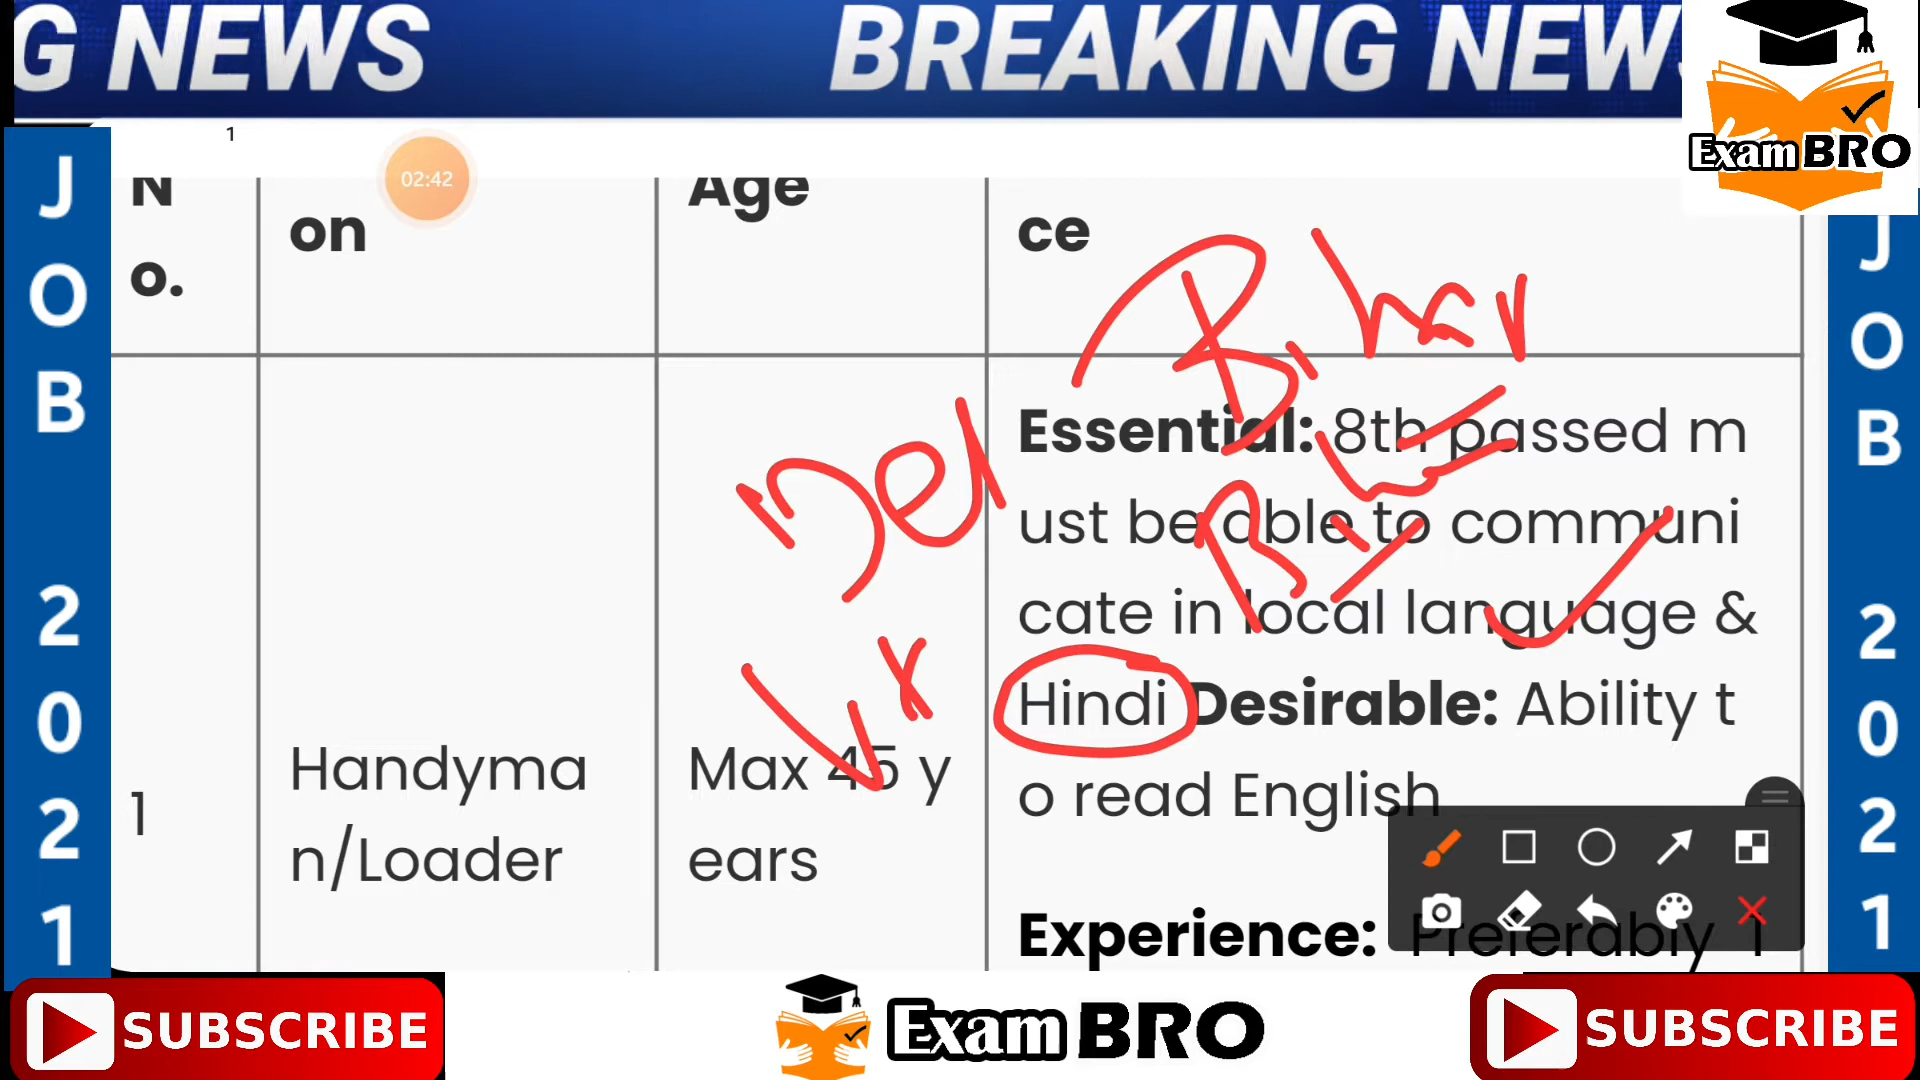 G NEWS
BREAKING NEW
Exam BRO
1
02:42
N
o.
on
Age
ce
Bihar
Del
Essential: 8th passed m
ust be able to communi
cate in local language &
Hindi Desirable: Ability t
o read English
1
Handyma
n/Loader
Max 45 y
ears
Experience: Preferably 1
JOB 2021
JOB 2021
SUBSCRIBE
Exam BRO
SUBSCRIBE